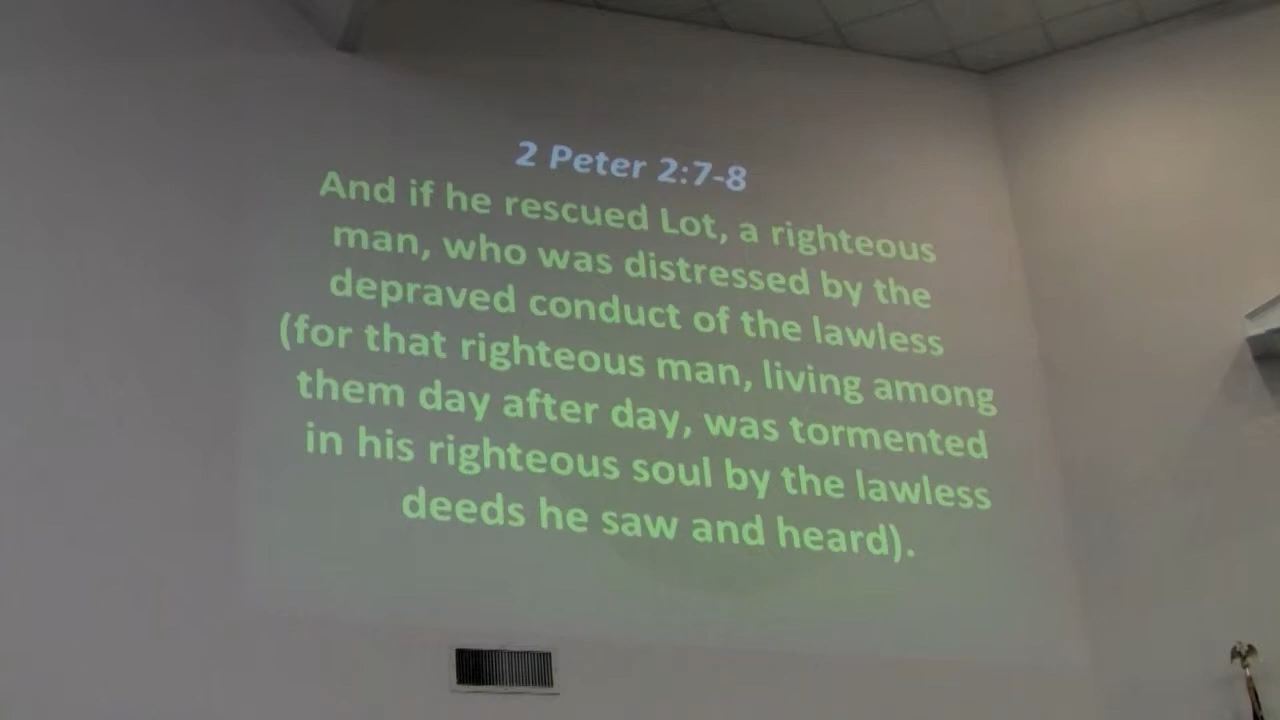 2 Peter 2:7-8
And if he rescued Lot, a righteous
man, who was distressed by the
depraved conduct of the lawless
(for that righteous man, living among
them day after day, was tormented
in his righteous soul by the lawless
deeds he saw and heard).